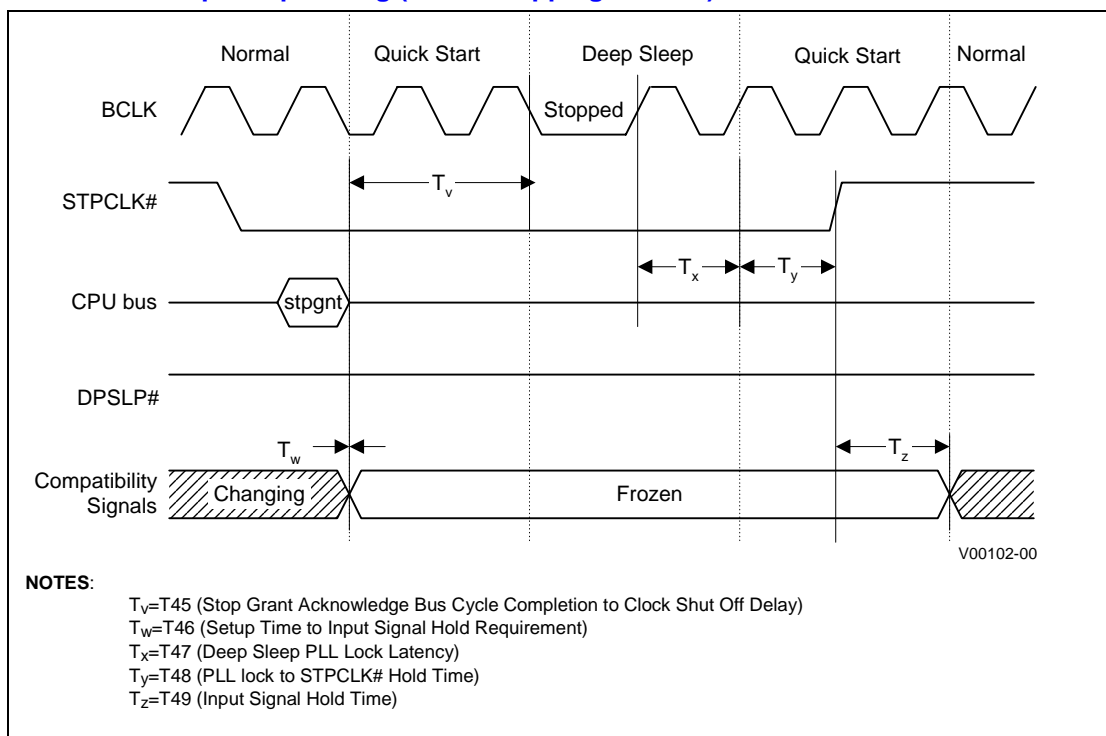 Normal Quick Start Deep Sleep Quick Start Normal
BCLK
Stopped
STPCLK#
Tv
Tx
Ty
CPU bus
stpgnt
DPSLP#
Tw
Tz
Compatibility
Signals
Changing
Frozen
V00102-00
NOTES:
Tv=T45 (Stop Grant Acknowledge Bus Cycle Completion to Clock Shut Off Delay)
Tw=T46 (Setup Time to Input Signal Hold Requirement)
Tx=T47 (Deep Sleep PLL Lock Latency)
Ty=T48 (PLL lock to STPCLK# Hold Time)
Tz=T49 (Input Signal Hold Time)